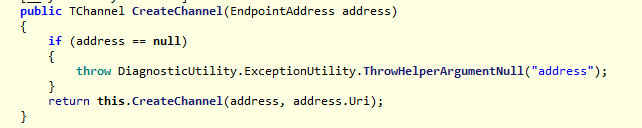 public TChannel CreateChannel(EndpointAddress address)
{
if (address == null)
{
throw DiagnosticUtility.ExceptionUtility.ThrowHelperArgumentNull("address");
}
return this.CreateChannel(address, address.Uri);
}